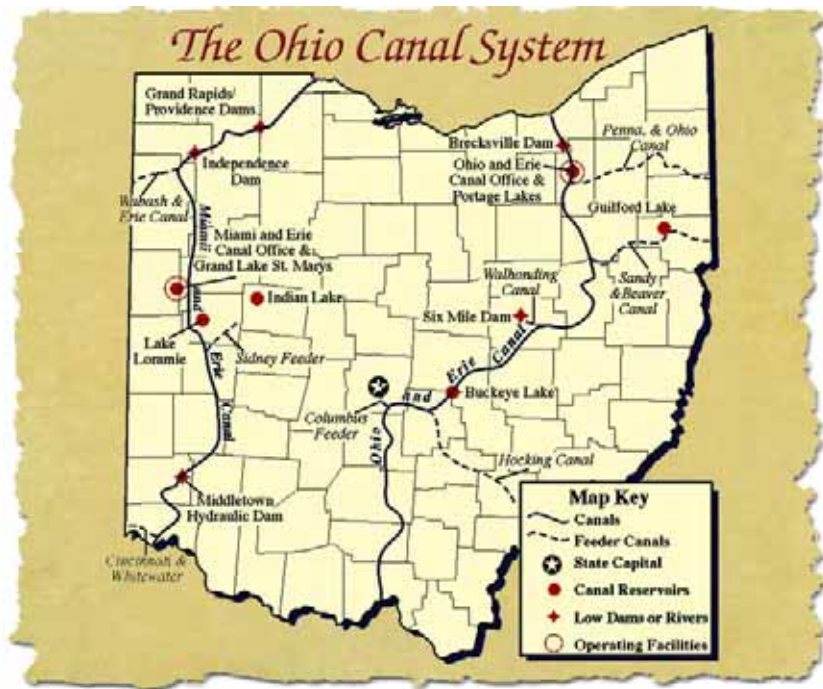 The Ohio Canal System
Grand Rapids/
Providence Dams
Independence
Dam
Wabash &
Erie Canal
Miami
and
Erie
Canal
Miami and Erie
Canal Office &
Grand Lake St. Marys
Indian Lake
Lake
Loramie
Sidney Feeder
Middletown
Hydraulic Dam
Cincinnati &
Whitewater
Brecksville Dam
Ohio and Erie
Canal Office &
Portage Lakes
Penna. & Ohio
Canal
Guilford Lake
Sandy
& Beaver
Canal
Walhonding
Canal
Six Mile Dam
Ohio
and
Erie
Canal
Buckeye Lake
Columbus
Feeder
Hocking Canal
Map Key
Canals
Feeder Canals
State Capital
Canal Reservoirs
Low Dams or Rivers
Operating Facilities